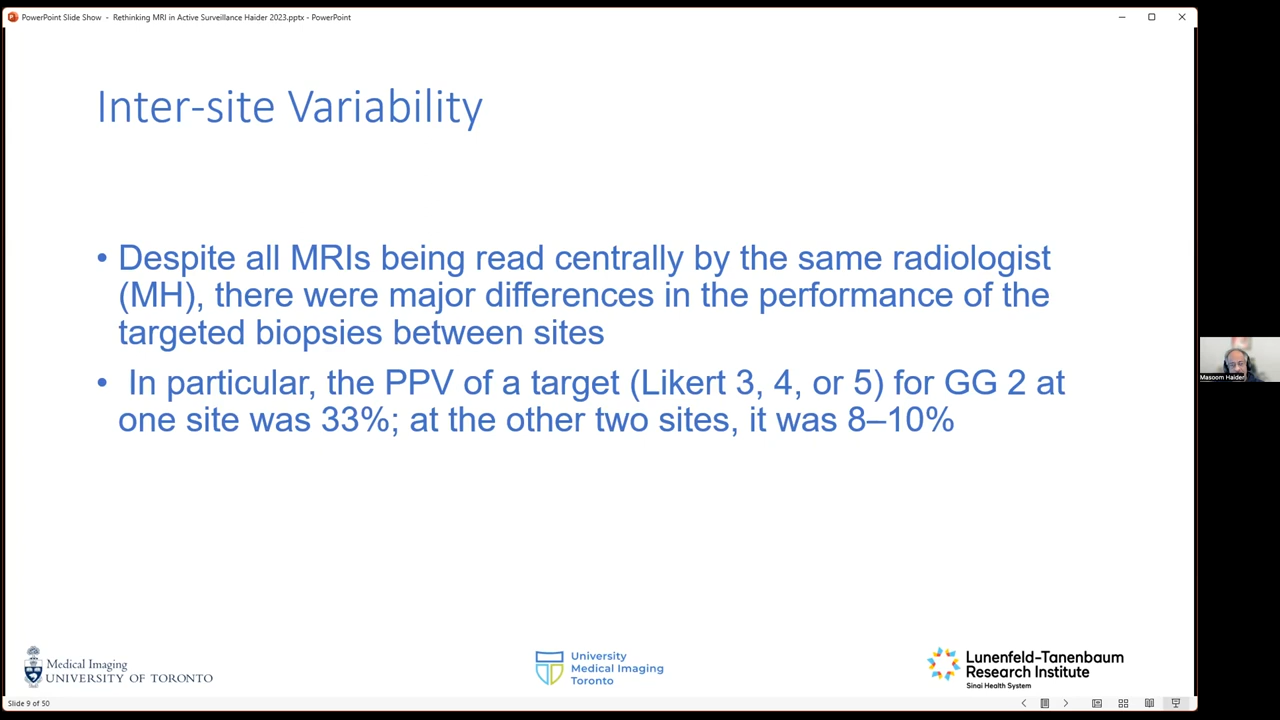 PowerPoint Slide Show - Rethinking MRI in Active Surveillance Haider 2023.pptx - PowerPoint
Inter-site Variability
• Despite all MRIs being read centrally by the same radiologist
(MH), there were major differences in the performance of the
targeted biopsies between sites
• In particular, the PPV of a target (Likert 3, 4, or 5) for GG 2 at
one site was 33%; at the other two sites, it was 8–10%
Masoom Haider
Medical Imaging
UNIVERSITY OF TORONTO
University
Medical Imaging
Toronto
Lunenfeld-Tanenbaum
Research Institute
Sinai Health System
Slide 9 of 50